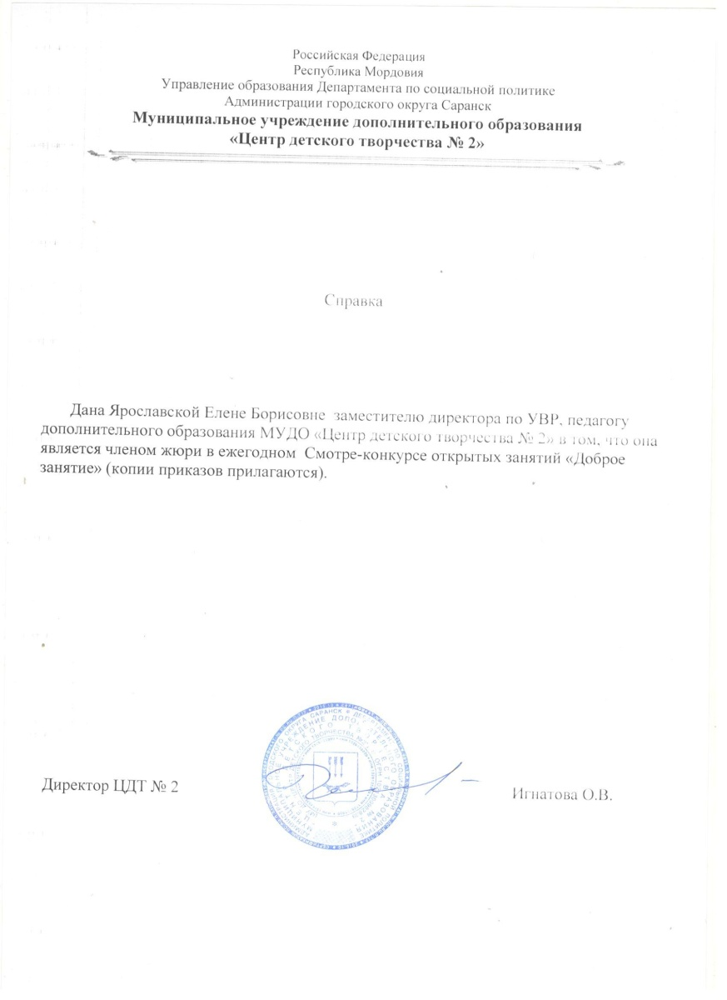 Российская Федерация
Республика Мордовия
Управление образования Департамента по социальной политике
Администрации городского округа Саранск
Муниципальное учреждение дополнительного образования
«Центр детского творчества № 2»
Справка
Дана Ярославской Елене Борисовне заместителю директора по УВР, педагогу
дополнительного образования МУДО «Центр детского творчества № 2» в том, что она
является членом жюри в ежегодном Смотре-конкурсе открытых занятий «Доброе
занятие» (копии приказов прилагаются).
Директор ЦДТ № 2
Игнатова О.В.